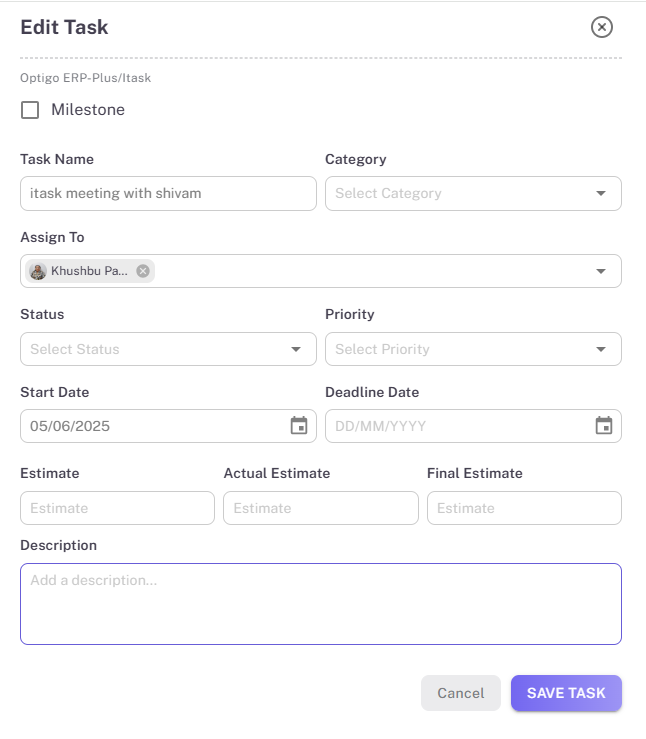 Edit Task
Optigo ERP-Plus/Itask
Milestone
Task Name Category
itask meeting with shivam Select Category
Assign To
Khushbu Pa...
Status Priority
Select Status Select Priority
Start Date Deadline Date
05/06/2025 DD/MM/YYYY
Estimate Actual Estimate Final Estimate
Estimate Estimate Estimate
Description
Add a description...
Cancel SAVE TASK